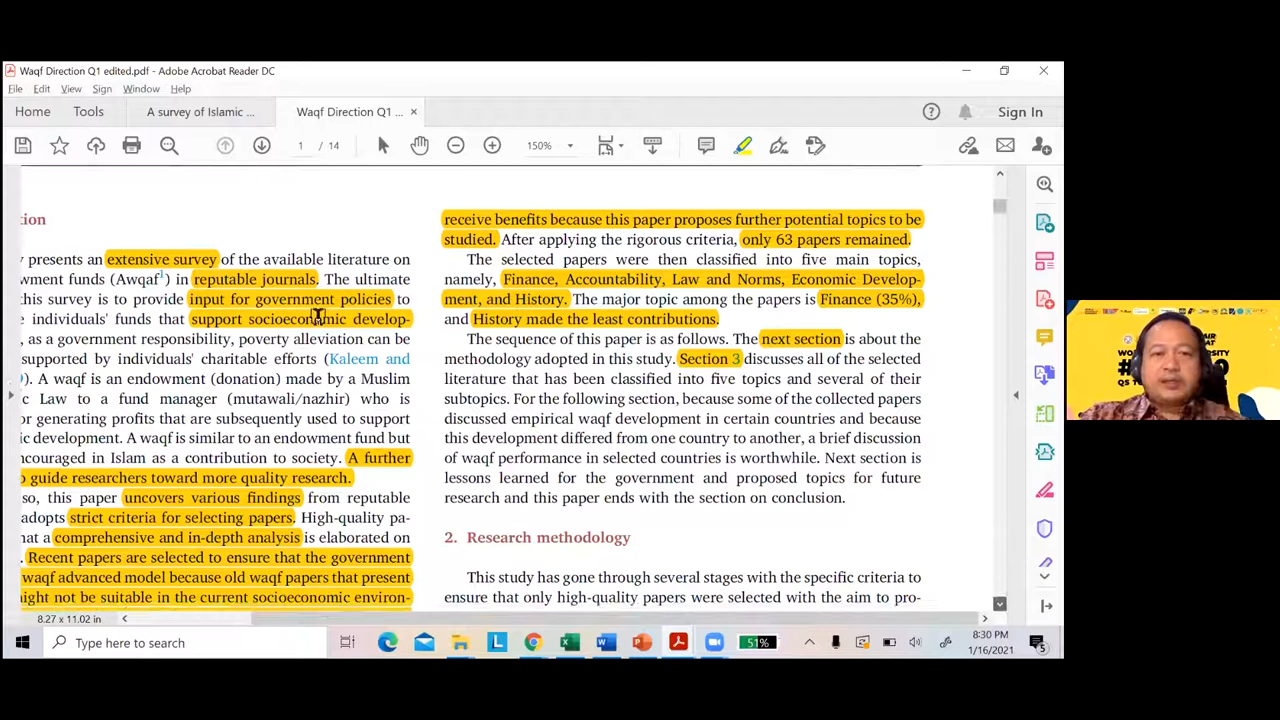 Waqf Direction Q1 edited.pdf - Adobe Acrobat Reader DC
File Edit View Sign Window Help
Home Tools A survey of Islamic ... Waqf Direction Q1 ... × Sign In
1 / 14 150%
tion
presents an extensive survey of the available literature on
wment funds (Awqaf1) in reputable journals. The ultimate
this survey is to provide input for government policies to
individuals' funds that support socioeconomic develop-
, as a government responsibility, poverty alleviation can be
supported by individuals' charitable efforts (Kaleem and
). A waqf is an endowment (donation) made by a Muslim
c Law to a fund manager (mutawali/nazhir) who is
or generating profits that are subsequently used to support
ic development. A waqf is similar to an endowment fund but
ncouraged in Islam as a contribution to society. A further
o guide researchers toward more quality research.
so, this paper uncovers various findings from reputable
adopts strict criteria for selecting papers. High-quality pa-
hat a comprehensive and in-depth analysis is elaborated on
. Recent papers are selected to ensure that the government
waqf advanced model because old waqf papers that present
ight not be suitable in the current socioeconomic environ-
receive benefits because this paper proposes further potential topics to be
studied. After applying the rigorous criteria, only 63 papers remained.
The selected papers were then classified into five main topics,
namely, Finance, Accountability, Law and Norms, Economic Develop-
ment, and History. The major topic among the papers is Finance (35%),
and History made the least contributions.
The sequence of this paper is as follows. The next section is about the
methodology adopted in this study. Section 3 discusses all of the selected
literature that has been classified into five topics and several of their
subtopics. For the following section, because some of the collected papers
discussed empirical waqf development in certain countries and because
this development differed from one country to another, a brief discussion
of waqf performance in selected countries is worthwhile. Next section is
lessons learned for the government and proposed topics for future
research and this paper ends with the section on conclusion.
2. Research methodology
This study has gone through several stages with the specific criteria to
ensure that only high-quality papers were selected with the aim to pro-
8.27 x 11.02 in
Type here to search
51%
8:30 PM
1/16/2021
5